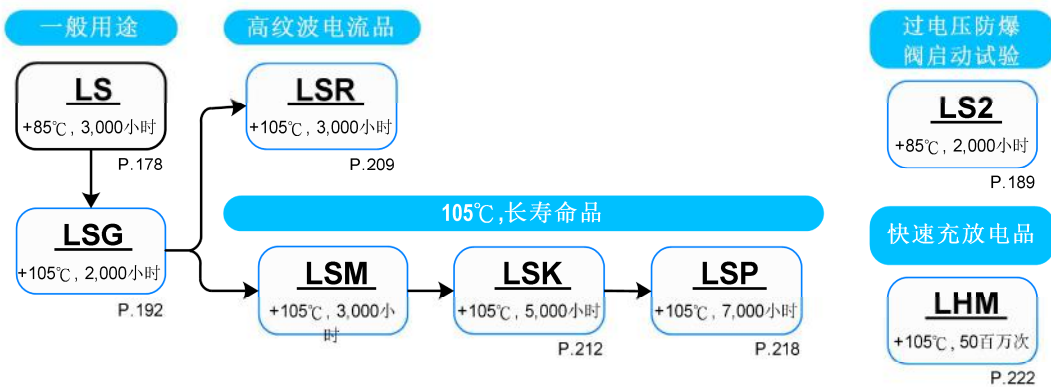 一般用途
LS
+85℃, 3,000小时
P.178
LSG
+105℃, 2,000小时
P.192
高纹波电流品
LSR
+105℃, 3,000小时
P.209
105℃,长寿命品
LSM
+105℃, 3,000小
时
LSK
+105℃, 5,000小时
P.212
LSP
+105℃, 7,000小时
P.218
过电压防爆
阀启动试验
LS2
+85℃, 2,000小时
P.189
快速充放电品
LHM
+105℃, 50百万次
P.222